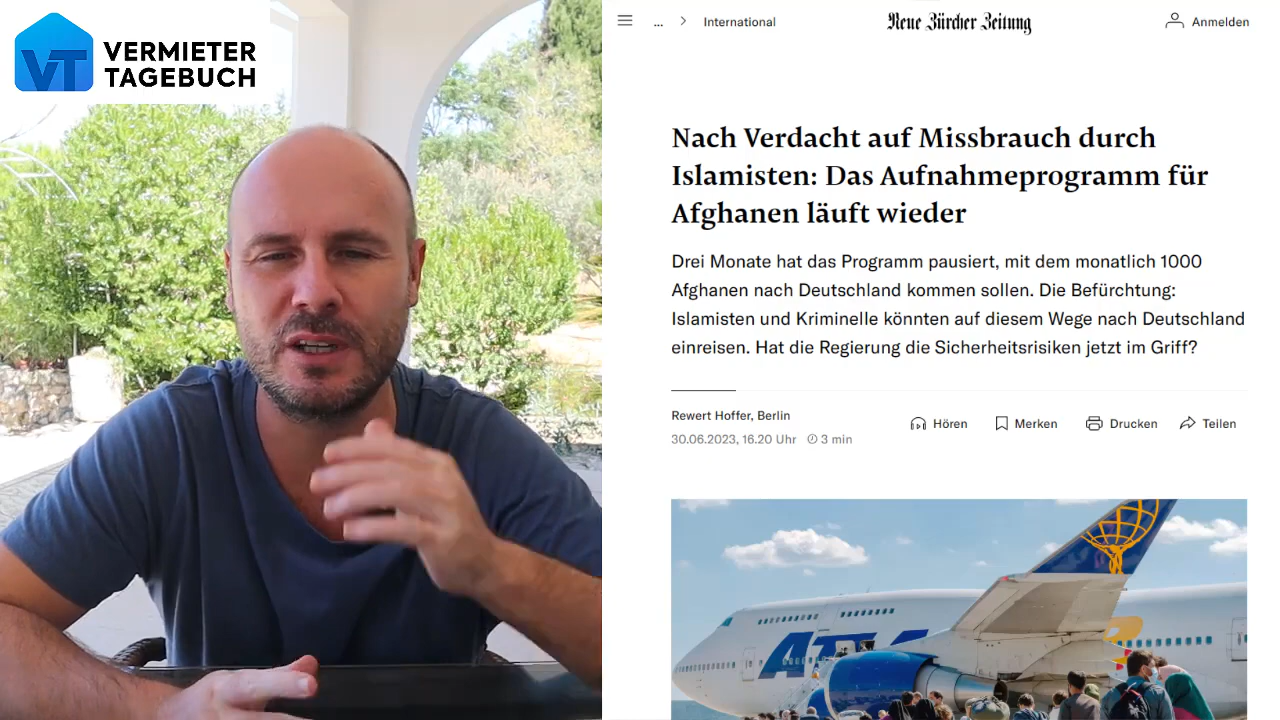 VT VERMIETER
TAGEBUCH
... > International
Neue Zürcher Zeitung
Anmelden
Nach Verdacht auf Missbrauch durch
Islamisten: Das Aufnahmeprogramm für
Afghanen läuft wieder
Drei Monate hat das Programm pausiert, mit dem monatlich 1000
Afghanen nach Deutschland kommen sollen. Die Befürchtung:
Islamisten und Kriminelle könnten auf diesem Wege nach Deutschland
einreisen. Hat die Regierung die Sicherheitsrisiken jetzt im Griff?
Rewert Hoffer, Berlin
30.06.2023, 16.20 Uhr 3 min
Hören Merken Drucken Teilen